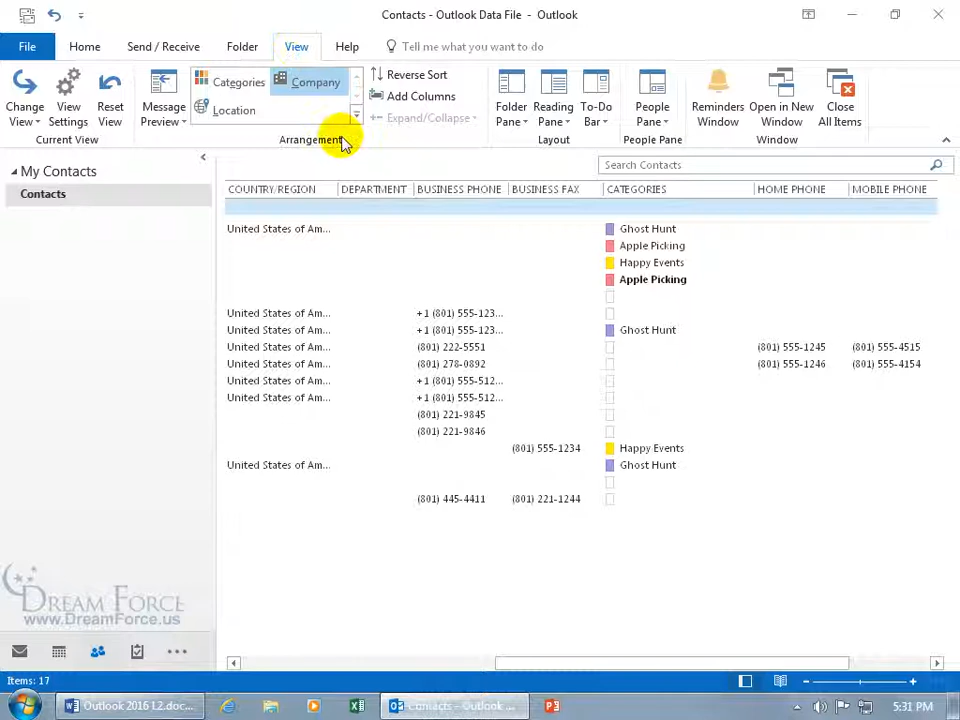 Contacts - Outlook Data File - Outlook
File Home Send / Receive Folder View Help Tell me what you want to do
Change View
View Settings
Reset View
Current View
Message Preview
Categories
Company
Location
Reverse Sort
Add Columns
Expand/Collapse
Arrangement
Folder Pane
Reading Pane
To-Do Bar
Layout
People Pane
People Pane
Reminders Window
Open in New Window
Close All Items
Window
My Contacts
Contacts
Search Contacts
COUNTRY/REGION DEPARTMENT BUSINESS PHONE BUSINESS FAX CATEGORIES HOME PHONE MOBILE PHONE
United States of Am... Ghost Hunt
Apple Picking
Happy Events
Apple Picking
United States of Am... +1 (801) 555-123...
United States of Am... +1 (801) 555-123... Ghost Hunt
United States of Am... (801) 222-5551 (801) 555-1245 (801) 555-4515
United States of Am... (801) 278-0892 (801) 555-1246 (801) 555-4154
United States of Am... +1 (801) 555-512...
United States of Am... +1 (801) 555-512...
(801) 221-9845
(801) 221-9846
(801) 555-1234 Happy Events
United States of Am... Ghost Hunt
(801) 445-4411 (801) 221-1244
DREAM FORCE
www.DreamForce.us
Items: 17
Outlook 2016 L2.doc... Contacts - Outlook ... 5:31 PM